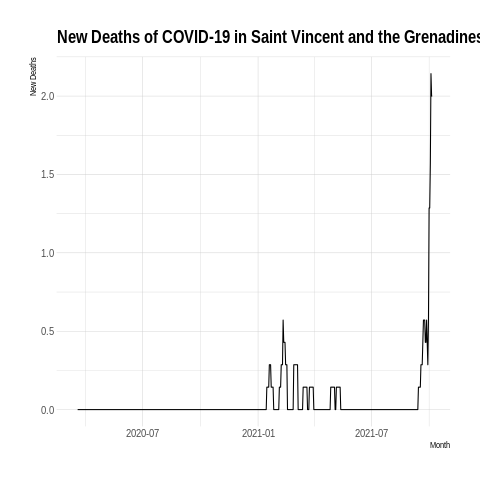 New Deaths of COVID-19 in Saint Vincent and the Grenadines
New Deaths
2.0
1.5
1.0
0.5
0.0
2020-07
2021-01
2021-07
Month